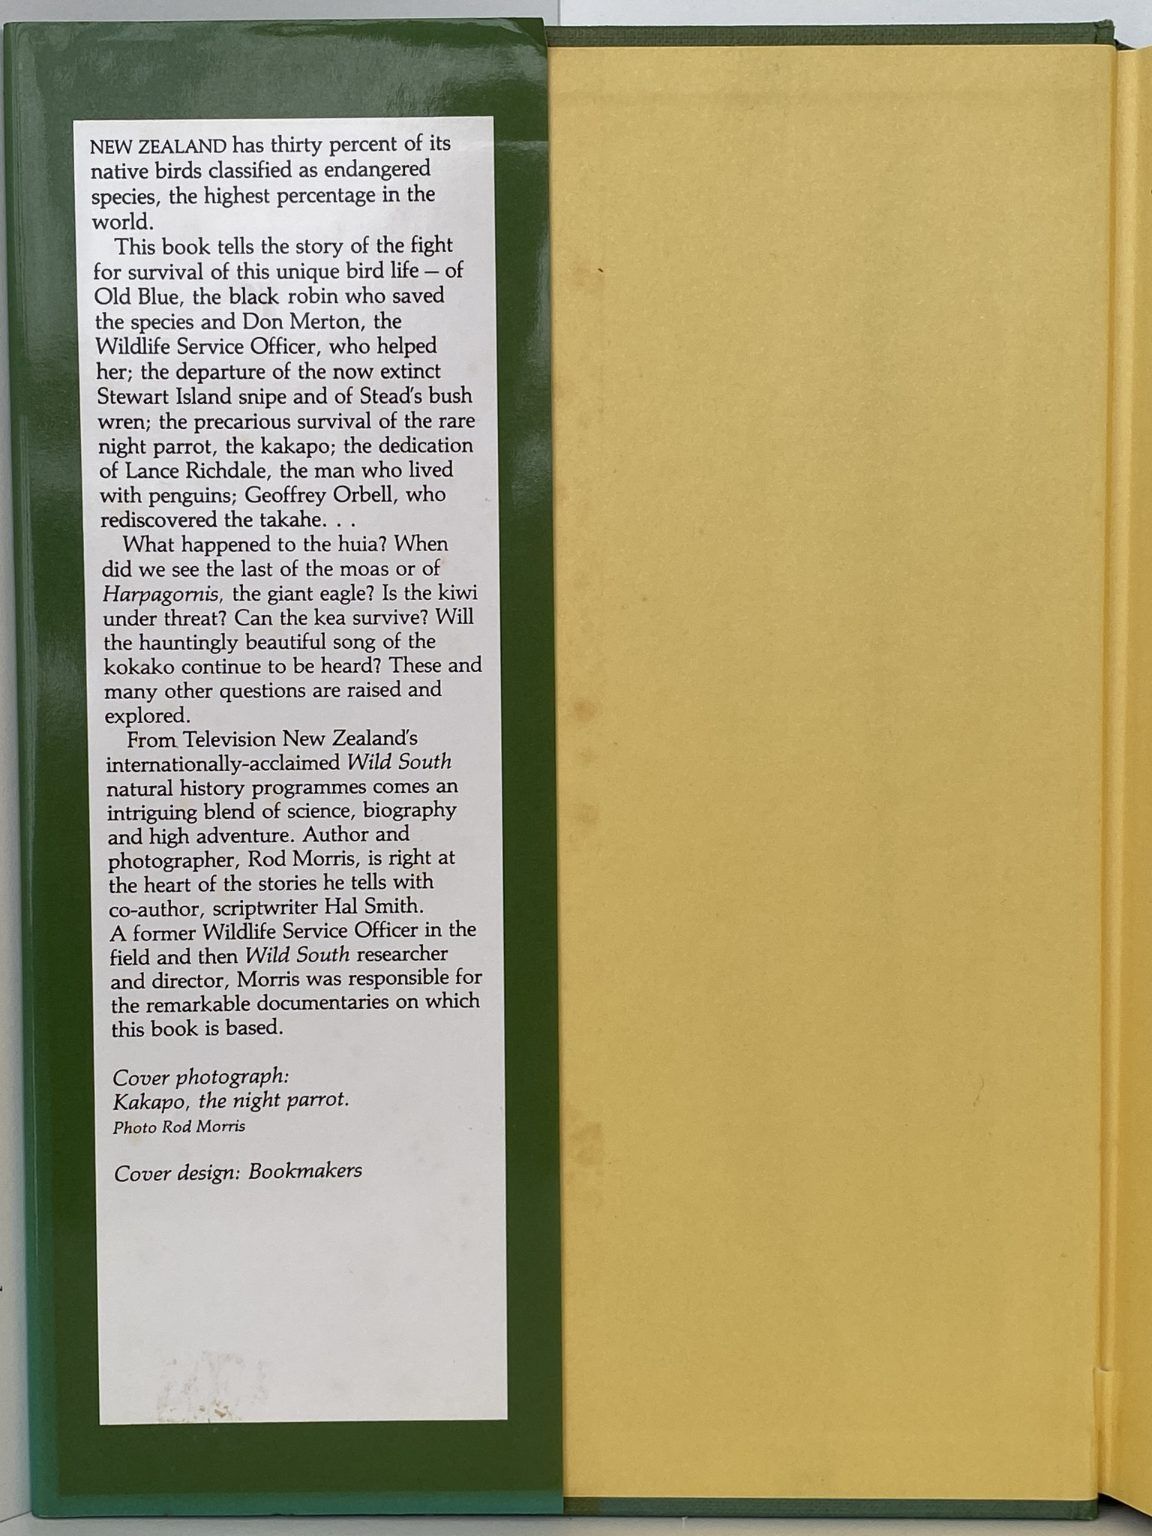 NEW ZEALAND has thirty percent of its
native birds classified as endangered
species, the highest percentage in the
world.
This book tells the story of the fight
for survival of this unique bird life – of
Old Blue, the black robin who saved
the species and Don Merton, the
Wildlife Service Officer, who helped
her; the departure of the now extinct
Stewart Island snipe and of Stead's bush
wren; the precarious survival of the rare
night parrot, the kakapo; the dedication
of Lance Richdale, the man who lived
with penguins; Geoffrey Orbell, who
rediscovered the takahe. . .
What happened to the huia? When
did we see the last of the moas or of
Harpagornis, the giant eagle? Is the kiwi
under threat? Can the kea survive? Will
the hauntingly beautiful song of the
kokako continue to be heard? These and
many other questions are raised and
explored.
From Television New Zealand's
internationally-acclaimed Wild South
natural history programmes comes an
intriguing blend of science, biography
and high adventure. Author and
photographer, Rod Morris, is right at
the heart of the stories he tells with
co-author, scriptwriter Hal Smith.
A former Wildlife Service Officer in the
field and then Wild South researcher
and director, Morris was responsible for
the remarkable documentaries on which
this book is based.
Cover photograph:
Kakapo, the night parrot.
Photo Rod Morris
Cover design: Bookmakers